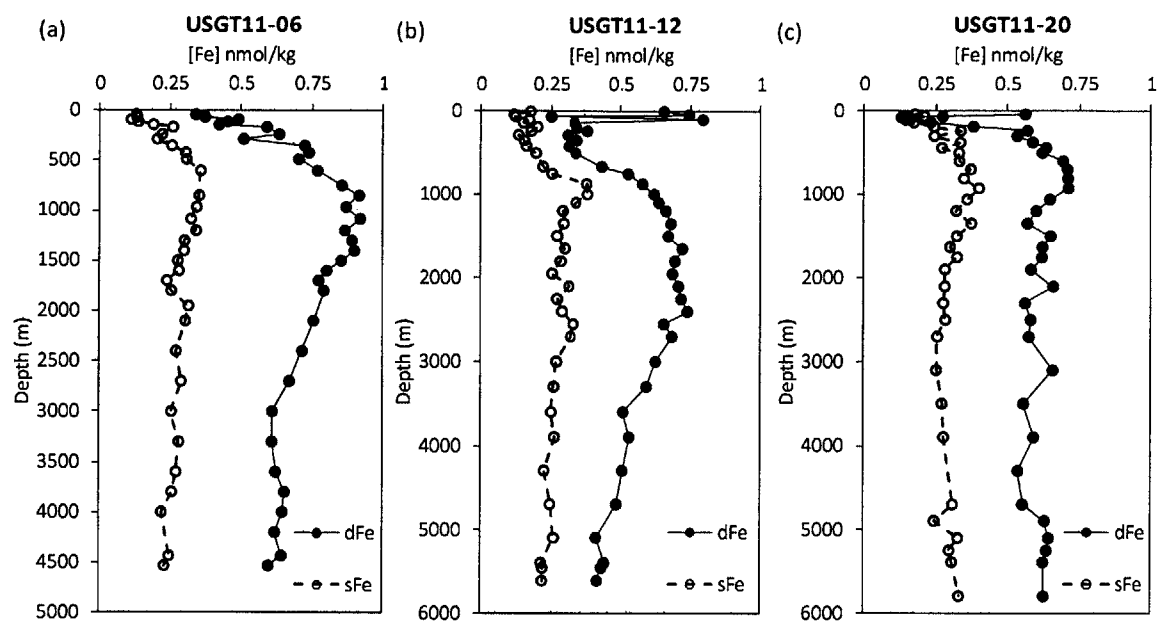 (a) USGT11-06
[Fe] nmol/kg
0 0.25 0.5 0.75 1
0
500
1000
1500
2000
2500
3000
3500
4000
4500
5000
Depth (m)
dFe
sFe
(b) USGT11-12
[Fe] nmol/kg
0 0.25 0.5 0.75 1
0
1000
2000
3000
4000
5000
6000
Depth (m)
dFe
sFe
(c) USGT11-20
[Fe] nmol/kg
0 0.25 0.5 0.75 1
0
1000
2000
3000
4000
5000
6000
Depth (m)
dFe
sFe